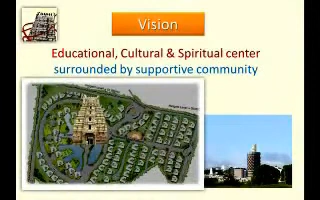 Vision
Educational, Cultural & Spiritual center
surrounded by supportive community